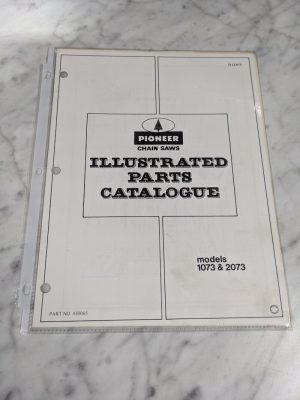 PIONEER
CHAIN SAWS
ILLUSTRATED
PARTS
CATALOGUE
models
1073 & 2073
PART NO.